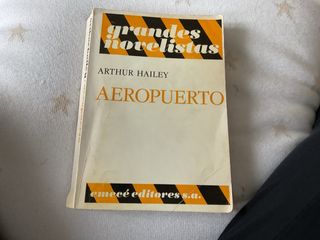 grandes
novelistas
ARTHUR HAILEY
AEROPUERTO
emecé editores s.a.